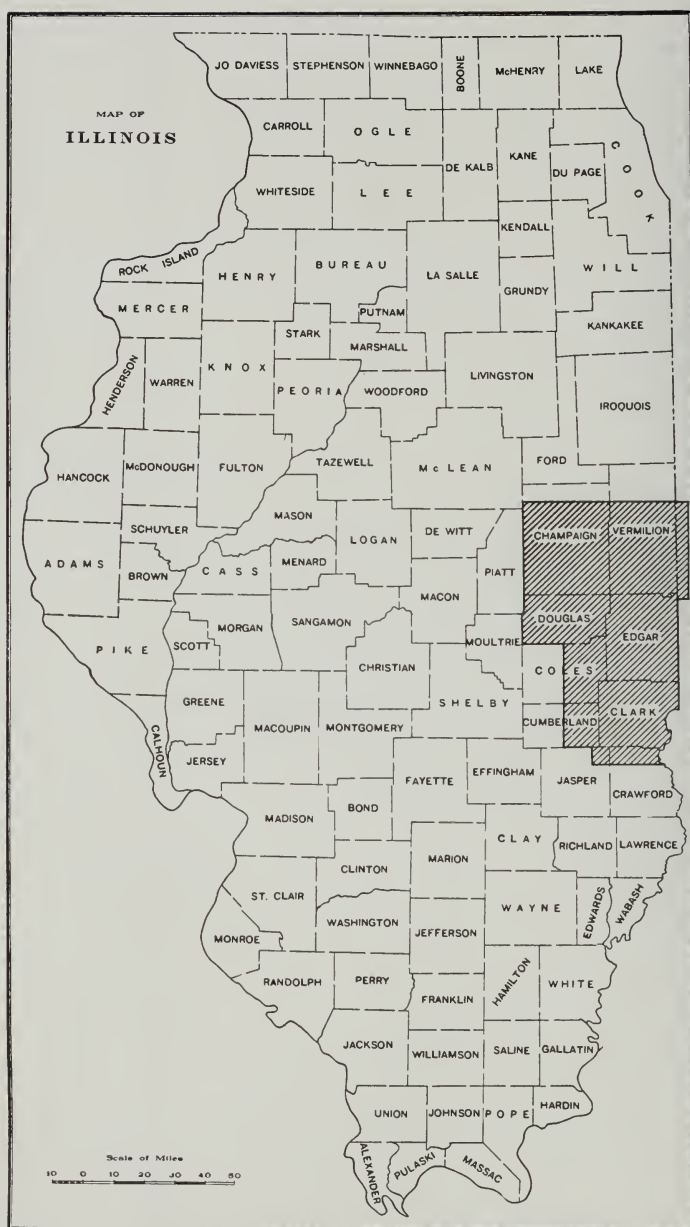 MAP OF
ILLINOIS
JO DAVIESS
STEPHENSON
WINNEBAGO
BOONE
McHENRY
LAKE
CARROLL
OGLE
DE KALB
KANE
DU PAGE
COOK
WHITESIDE
LEE
KENDALL
ROCK ISLAND
HENRY
BUREAU
LA SALLE
GRUNDY
WILL
MERCER
PUTNAM
STARK
MARSHALL
KANKAKEE
HENDERSON
WARREN
KNOX
PEORIA
WOODFORD
LIVINGSTON
IROQUOIS
HANCOCK
McDONOUGH
FULTON
TAZEWELL
McLEAN
FORD
MASON
SCHUYLER
LOGAN
DE WITT
CHAMPAIGN
VERMILION
ADAMS
BROWN
CASS
MENARD
PIATT
MACON
DOUGLAS
EDGAR
PIKE
SCOTT
MORGAN
SANGAMON
CHRISTIAN
MOULTRIE
COLES
GREENE
MACOUPIN
MONTGOMERY
SHELBY
CUMBERLAND
CLARK
CALHOUN
JERSEY
FAYETTE
EFFINGHAM
JASPER
CRAWFORD
MADISON
BOND
CLAY
RICHLAND
LAWRENCE
CLINTON
MARION
ST. CLAIR
WAYNE
EDWARDS
WABASH
WASHINGTON
JEFFERSON
MONROE
RANDOLPH
PERRY
FRANKLIN
HAMILTON
WHITE
JACKSON
WILLIAMSON
SALINE
GALLATIN
UNION
JOHNSON
POPE
HARDIN
ALEXANDER
PULASKI
MASSAC
Scale of Miles
10 0 10 20 30 40 50